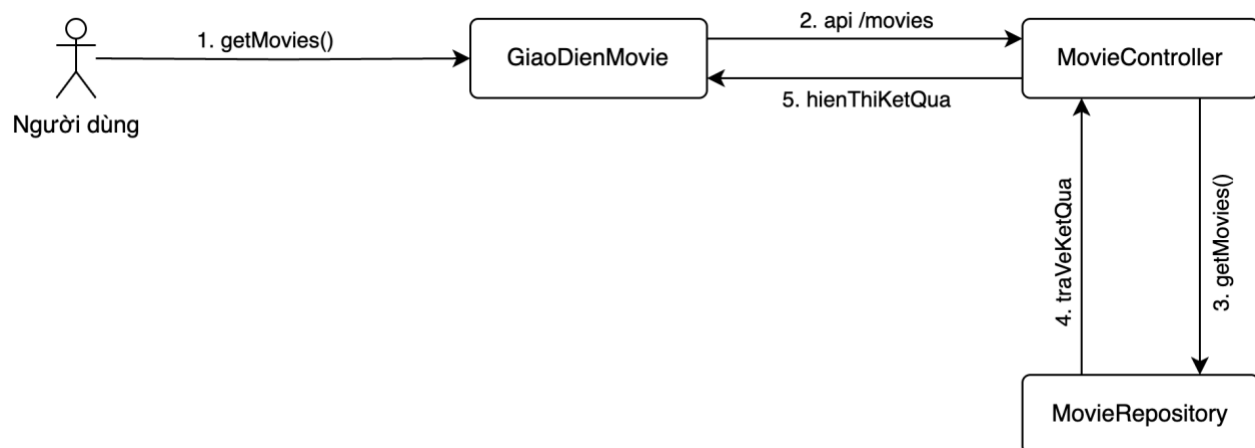 1. getMovies()
GiaoDienMovie
2. api /movies
MovieController
5. hienThiKetQua
Người dùng
4. traVeKetQua
3. getMovies()
MovieRepository